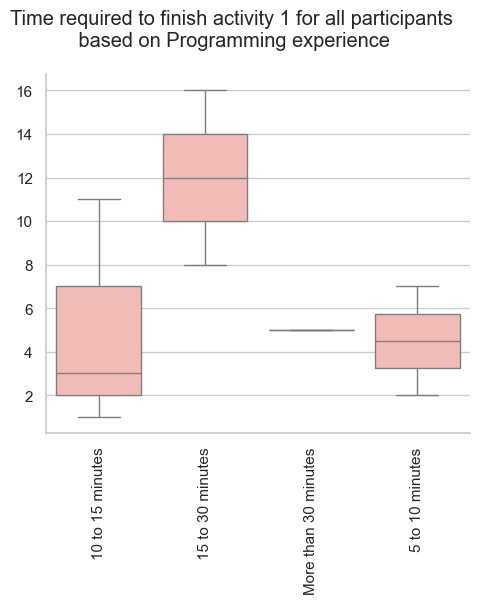 Time required to finish activity 1 for all participants
based on Programming experience
16
14
12
10
8
6
4
2
10 to 15 minutes
15 to 30 minutes
More than 30 minutes
5 to 10 minutes